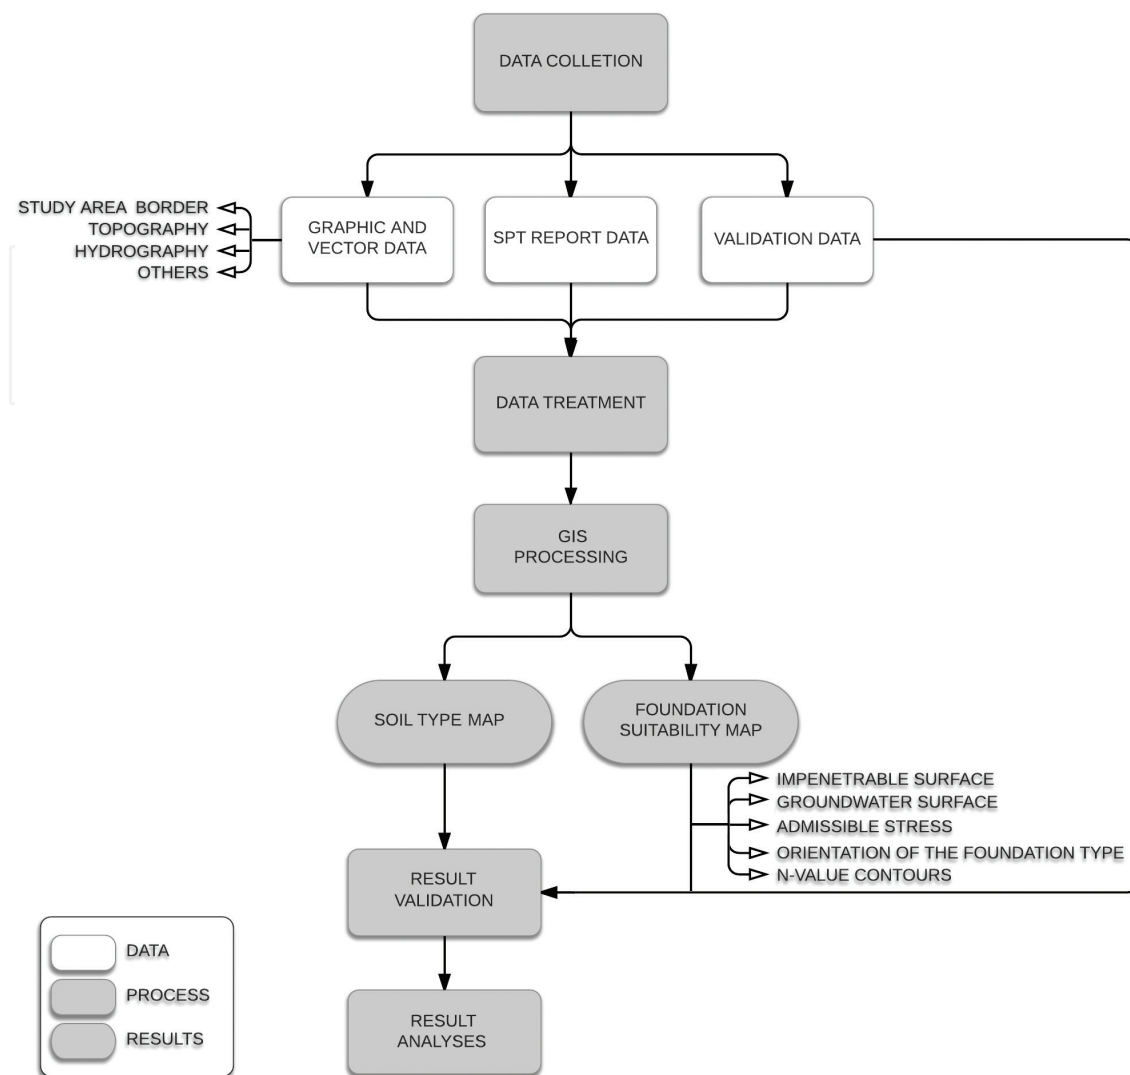 DATA COLLETION
STUDY AREA BORDER
TOPOGRAPHY
HYDROGRAPHY
OTHERS
GRAPHIC AND
VECTOR DATA
SPT REPORT DATA
VALIDATION DATA
DATA TREATMENT
GIS
PROCESSING
SOIL TYPE MAP
FOUNDATION
SUITABILITY MAP
IMPENETRABLE SURFACE
GROUNDWATER SURFACE
ADMISSIBLE STRESS
ORIENTATION OF THE FOUNDATION TYPE
N-VALUE CONTOURS
RESULT
VALIDATION
RESULT
ANALYSES
DATA
PROCESS
RESULTS